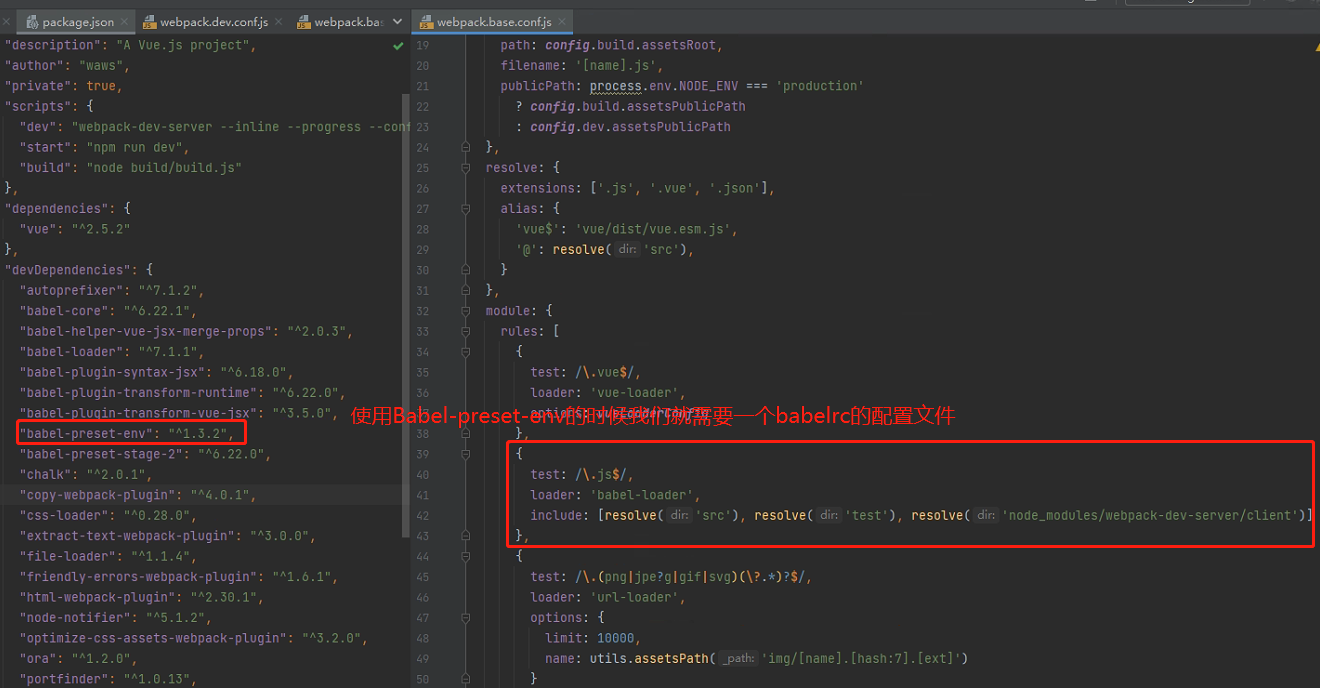 package.json
webpack.dev.conf.js
webpack.ba
webpack.base.conf.js
"description": "A Vue.js project",
"author": "waws",
"private": true,
"scripts": {
"dev": "webpack-dev-server --inline --progress --conf
"start": "npm run dev",
"build": "node build/build.js"
},
"dependencies": {
"vue": "^2.5.2"
},
"devDependencies": {
"autoprefixer": "^7.1.2",
"babel-core": "^6.22.1",
"babel-helper-vue-jsx-merge-props": "^2.0.3",
"babel-loader": "^7.1.1",
"babel-plugin-syntax-jsx": "^6.18.0",
"babel-plugin-transform-runtime": "^6.22.0",
"babel-plugin-transform-vue-jsx": "^3.5.0",
"babel-preset-env": "^1.3.2",
"babel-preset-stage-2": "^6.22.0",
"chalk": "^2.0.1",
"copy-webpack-plugin": "^4.0.1",
"css-loader": "^0.28.0",
"extract-text-webpack-plugin": "^3.0.0",
"file-loader": "^1.1.4",
"friendly-errors-webpack-plugin": "^1.6.1",
"html-webpack-plugin": "^2.30.1",
"node-notifier": "^5.1.2",
"optimize-css-assets-webpack-plugin": "^3.2.0",
"ora": "^1.2.0",
"portfinder": "^1.0.13",
使用Babel-preset-env的时候我们就需要一个babelrc的配置文件
19 path: config.build.assetsRoot,
20 filename: '[name].js',
21 publicPath: process.env.NODE_ENV === 'production'
22 ? config.build.assetsPublicPath
23 : config.dev.assetsPublicPath
24 },
25 resolve: {
26 extensions: ['.js', '.vue', '.json'],
27 alias: {
28 'vue$': 'vue/dist/vue.esm.js',
29 '@': resolve( dir: 'src'),
30 }
31 },
32 module: {
33 rules: [
34 {
35 test: /\.vue$/,
36 loader: 'vue-loader',
37 options: vueLoaderConfig
38 },
39 {
40 test: /\.js$/,
41 loader: 'babel-loader',
42 include: [resolve( dir: 'src'), resolve( dir: 'test'), resolve( dir: 'node_modules/webpack-dev-server/client')]
43 },
44 {
45 test: /\.(png|jpe?g|gif|svg)(\?.*)?$/,
46 loader: 'url-loader',
47 options: {
48 limit: 10000,
49 name: utils.assetsPath( _path: 'img/[name].[hash:7].[ext]')
50 }